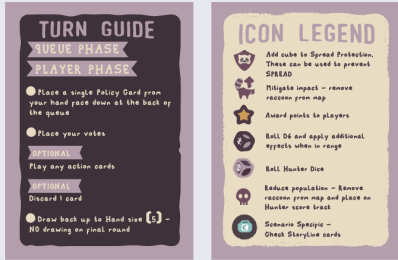 TURN GUIDE
QUEUE PHASE
PLAYER PHASE
Place a single Policy Card from
your hand face down at the back of
the queue
Place your votes
OPTIONAL
Play any action cards
OPTIONAL
Discard 1 card
Draw back up to Hand size (5) –
NO drawing on final round
ICON LEGEND
Add cube to Spread Protection.
These can be used to prevent
SPREAD
Mitigate impact – remove
raccoon from map
Award points to players
Roll D6 and apply additional
effects when in range
Roll Hunter Dice
Reduce population – Remove
raccoon from map and place on
Hunter score track
Scenario Specific –
Check Storyline cards